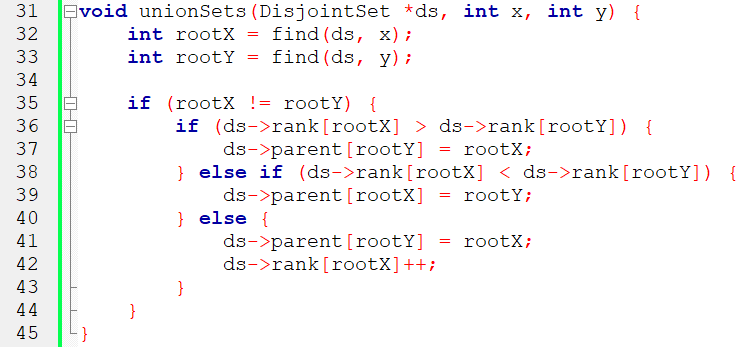 31 void unionSets(DisjointSet *ds, int x, int y) {
32     int rootX = find(ds, x);
33     int rootY = find(ds, y);
34
35     if (rootX != rootY) {
36         if (ds->rank[rootX] > ds->rank[rootY]) {
37             ds->parent[rootY] = rootX;
38         } else if (ds->rank[rootX] < ds->rank[rootY]) {
39             ds->parent[rootX] = rootY;
40         } else {
41             ds->parent[rootY] = rootX;
42             ds->rank[rootX]++;
43         }
44     }
45 }